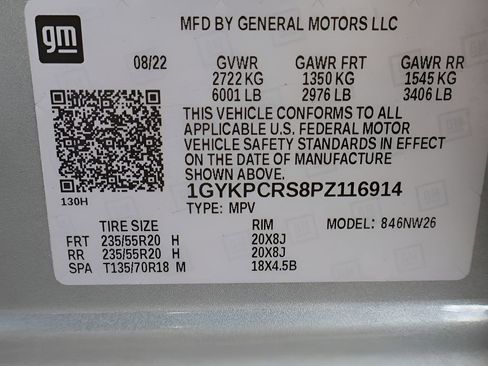 gm
MFD BY GENERAL MOTORS LLC
08/22 GVWR GAWR FRT GAWR RR
2722 KG 1350 KG 1545 KG
6001 LB 2976 LB 3406 LB
THIS VEHICLE CONFORMS TO ALL
APPLICABLE U.S. FEDERAL MOTOR
VEHICLE SAFETY STANDARDS IN EFFECT
ON THE DATE OF MANUFACTURE
SHOWN ABOVE.
1GYKPCRS8PZ116914
130H
TYPE: MPV
TIRE SIZE RIM MODEL: 846NW26
FRT 235/55R20 H 20X8J
RR 235/55R20 H 20X8J
SPA T135/70R18 M 18X4.5B